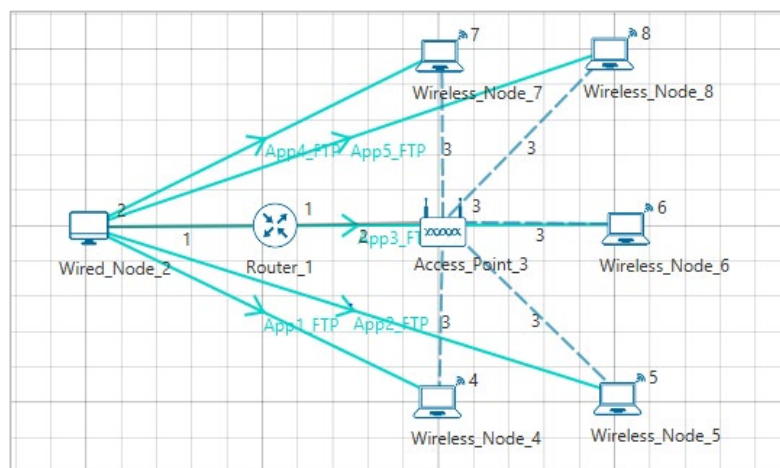 7
Wireless_Node_7
8
Wireless_Node_8
App4_FTP
App5_FTP
3
3
2
1
Wired_Node_2
1
Router_1
2
App3_FT
3
Access_Point_3
3
6
Wireless_Node_6
App1_FTP
App2_FTP
3
3
4
Wireless_Node_4
5
Wireless_Node_5